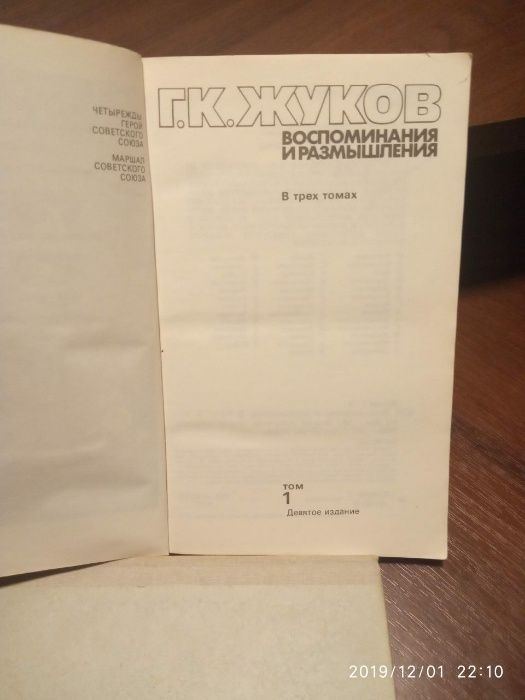 ЧЕТЫРЕЖДЫ
ГЕРОЙ
СОВЕТСКОГО
СОЮЗА
МАРШАЛ
СОВЕТСКОГО
СОЮЗА
Г.К. ЖУКОВ
ВОСПОМИНАНИЯ
И РАЗМЫШЛЕНИЯ
В трех томах
ТОМ
1
Девятое издание
2019/12/01 22:10